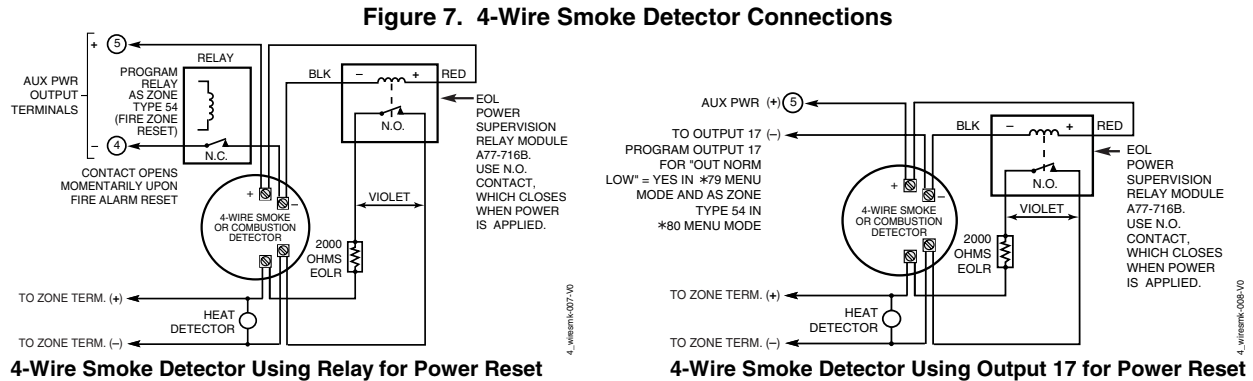 Figure 7. 4-Wire Smoke Detector Connections
+ 5
AUX PWR
OUTPUT
TERMINALS
– 4
RELAY
PROGRAM
RELAY
AS ZONE
TYPE 54
(FIRE ZONE
RESET)
N.C.
CONTACT OPENS
MOMENTARILY UPON
FIRE ALARM RESET
BLK – + RED
N.O.
EOL
POWER
SUPERVISION
RELAY MODULE
A77-716B.
USE N.O.
CONTACT,
WHICH CLOSES
WHEN POWER
IS APPLIED.
VIOLET
+ –
4-WIRE SMOKE
OR COMBUSTION
DETECTOR
2000
OHMS
EOLR
TO ZONE TERM. (+)
HEAT
DETECTOR
TO ZONE TERM. (–)
4_wiresmk-007-V0
4-Wire Smoke Detector Using Relay for Power Reset
AUX PWR (+) 5
TO OUTPUT 17 (–)
PROGRAM OUTPUT 17
FOR "OUT NORM
LOW" = YES IN *79 MENU
MODE AND AS ZONE
TYPE 54 IN
*80 MENU MODE
BLK – + RED
N.O.
EOL
POWER
SUPERVISION
RELAY MODULE
A77-716B.
USE N.O.
CONTACT,
WHICH CLOSES
WHEN POWER
IS APPLIED.
VIOLET
+ –
4-WIRE SMOKE
OR COMBUSTION
DETECTOR
2000
OHMS
EOLR
TO ZONE TERM. (+)
HEAT
DETECTOR
TO ZONE TERM. (–)
4_wiresmk-008-V0
4-Wire Smoke Detector Using Output 17 for Power Reset